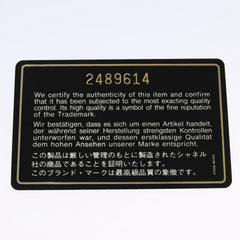 2489614
We certify the authenticity of this item and confirm
that it has been subjected to the most exacting quality
control. Its high quality is a symbol of the fine reputation
of the Trademark.
Wir bestätigen, dass es sich um einen Artikel handelt,
der während seiner Herstellung strengsten Kontrollen
unterworfen war, und dessen erstklassige Qualität
dem hohen Ansehen unserer Marke entspricht.
この製品は厳しい管理のもとに製造されたシャネル
社の商品であることを証明いたします。
このブランド・マークは最高級品質の象徴です。